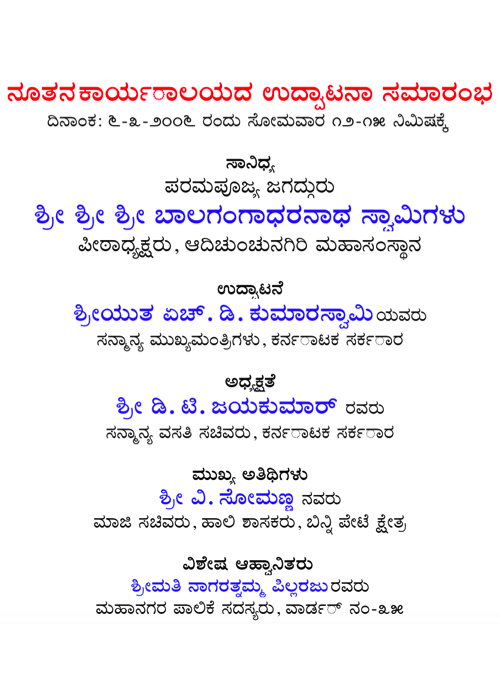 ನೂತನ ಕಾರ್ಯಾಲಯದ ಉದ್ಘಾಟನಾ ಸಮಾರಂಭ
ದಿನಾಂಕ: ೬-೩-೨೦೦೬ ರಂದು ಸೋಮವಾರ ೧೨-೧೫ ನಿಮಿಷಕ್ಕೆ
ಸಾನಿಧ್ಯ
ಪರಮಪೂಜ್ಯ ಜಗದ್ಗುರು
ಶ್ರೀ ಶ್ರೀ ಶ್ರೀ ಬಾಲಗಂಗಾಧರನಾಥ ಸ್ವಾಮಿಗಳು
ಪೀಠಾಧ್ಯಕ್ಷರು, ಆದಿಚುಂಚುನಗಿರಿ ಮಹಾಸಂಸ್ಥಾನ
ಉದ್ಘಾಟನೆ
ಶ್ರೀಯುತ ಏಚ್. ಡಿ. ಕುಮಾರಸ್ವಾಮಿ ಯವರು
ಸನ್ಮಾನ್ಯ ಮುಖ್ಯಮಂತ್ರಿಗಳು, ಕರ್ನಾಟಕ ಸರ್ಕಾರ
ಅಧ್ಯಕ್ಷತೆ
ಶ್ರೀ ಡಿ. ಟಿ. ಜಯಕುಮಾರ್ ರವರು
ಸನ್ಮಾನ್ಯ ವಸತಿ ಸಚಿವರು, ಕರ್ನಾಟಕ ಸರ್ಕಾರ
ಮುಖ್ಯ ಅತಿಥಿಗಳು
ಶ್ರೀ ವಿ. ಸೋಮಣ್ಣ ನವರು
ಮಾಜಿ ಸಚಿವರು, ಹಾಲಿ ಶಾಸಕರು, ಬಿನ್ನಿ ಪೇಟೆ ಕ್ಷೇತ್ರ
ವಿಶೇಷ ಆಹ್ವಾನಿತರು
ಶ್ರೀಮತಿ ನಾಗರತ್ನಮ್ಮ ಪಿಲ್ಲರಜು ರವರು
ಮಹಾನಗರ ಪಾಲಿಕೆ ಸದಸ್ಯರು, ವಾರ್ಡ್ ನಂ-೩೫